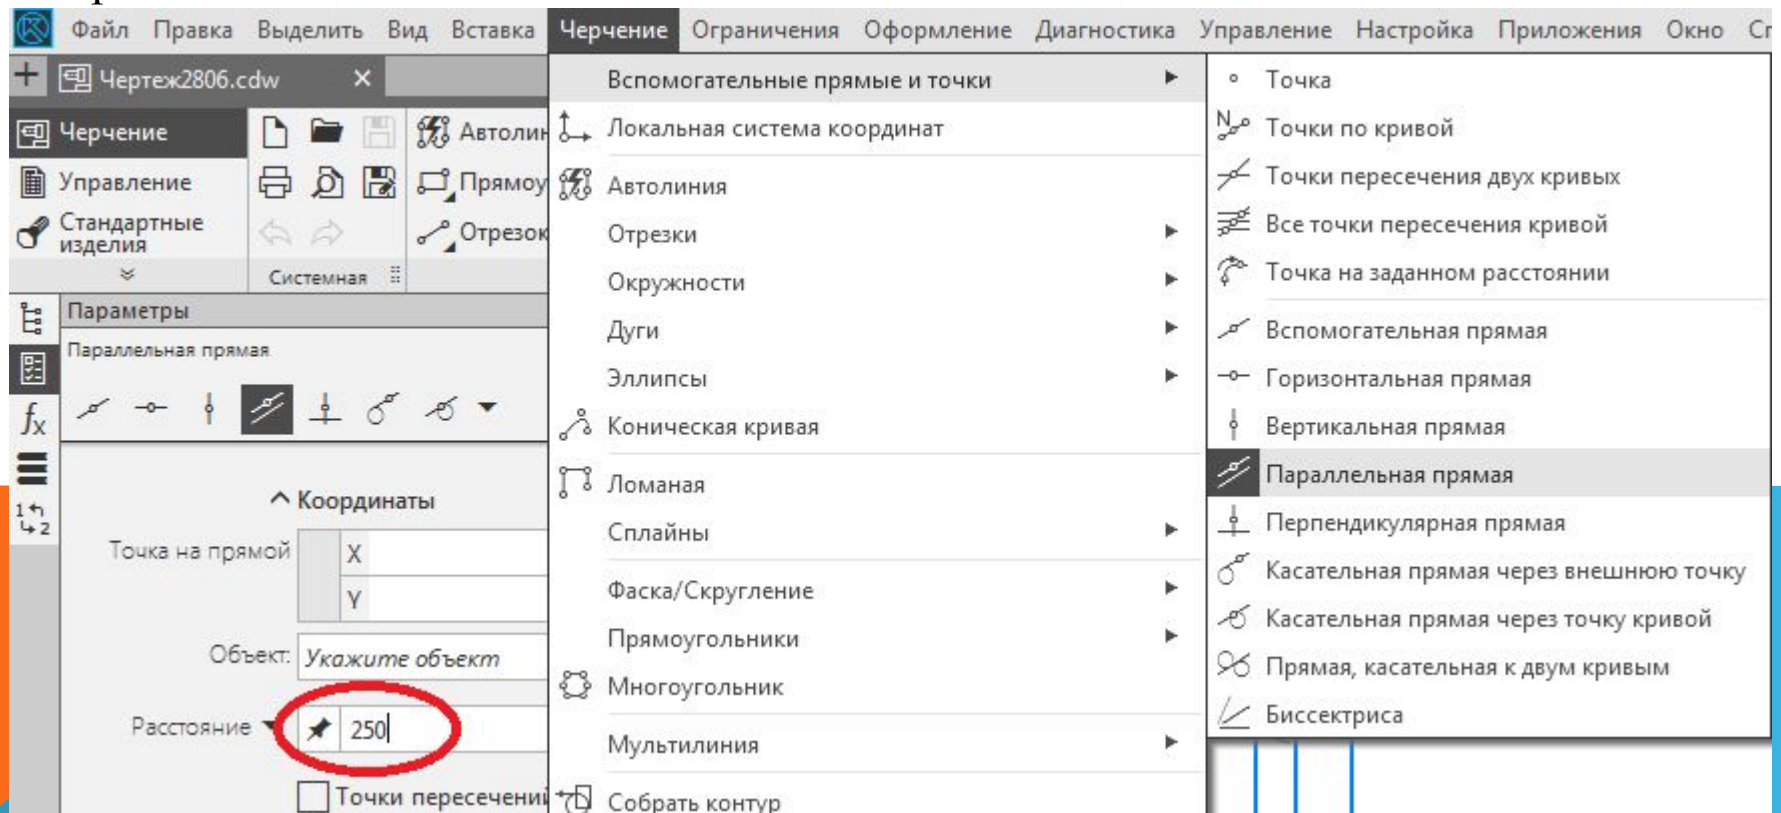 Файл Правка Выделить Вид Вставка Черчение Ограничения Оформление Диагностика Управление Настройка Приложения Окно
Чертеж2806.cdw
Черчение
Управление
Стандартные
изделия
Системная
Прямоу
Отрезок
Параметры
Параллельная прямая
Координаты
Точка на прямой X
Y
Объект: Укажите объект
Расстояние 250
Точки пересечений
Вспомогательные прямые и точки
Локальная система координат
Автолиния
Отрезки
Окружности
Дуги
Эллипсы
Коническая кривая
Ломаная
Сплайны
Фаска/Скругление
Прямоугольники
Многоугольник
Мультилиния
Собрать контур
Точка
Точки по кривой
Точки пересечения двух кривых
Все точки пересечения кривой
Точка на заданном расстоянии
Вспомогательная прямая
Горизонтальная прямая
Вертикальная прямая
Параллельная прямая
Перпендикулярная прямая
Касательная прямая через внешнюю точку
Касательная прямая через точку кривой
Прямая, касательная к двум кривым
Биссектриса